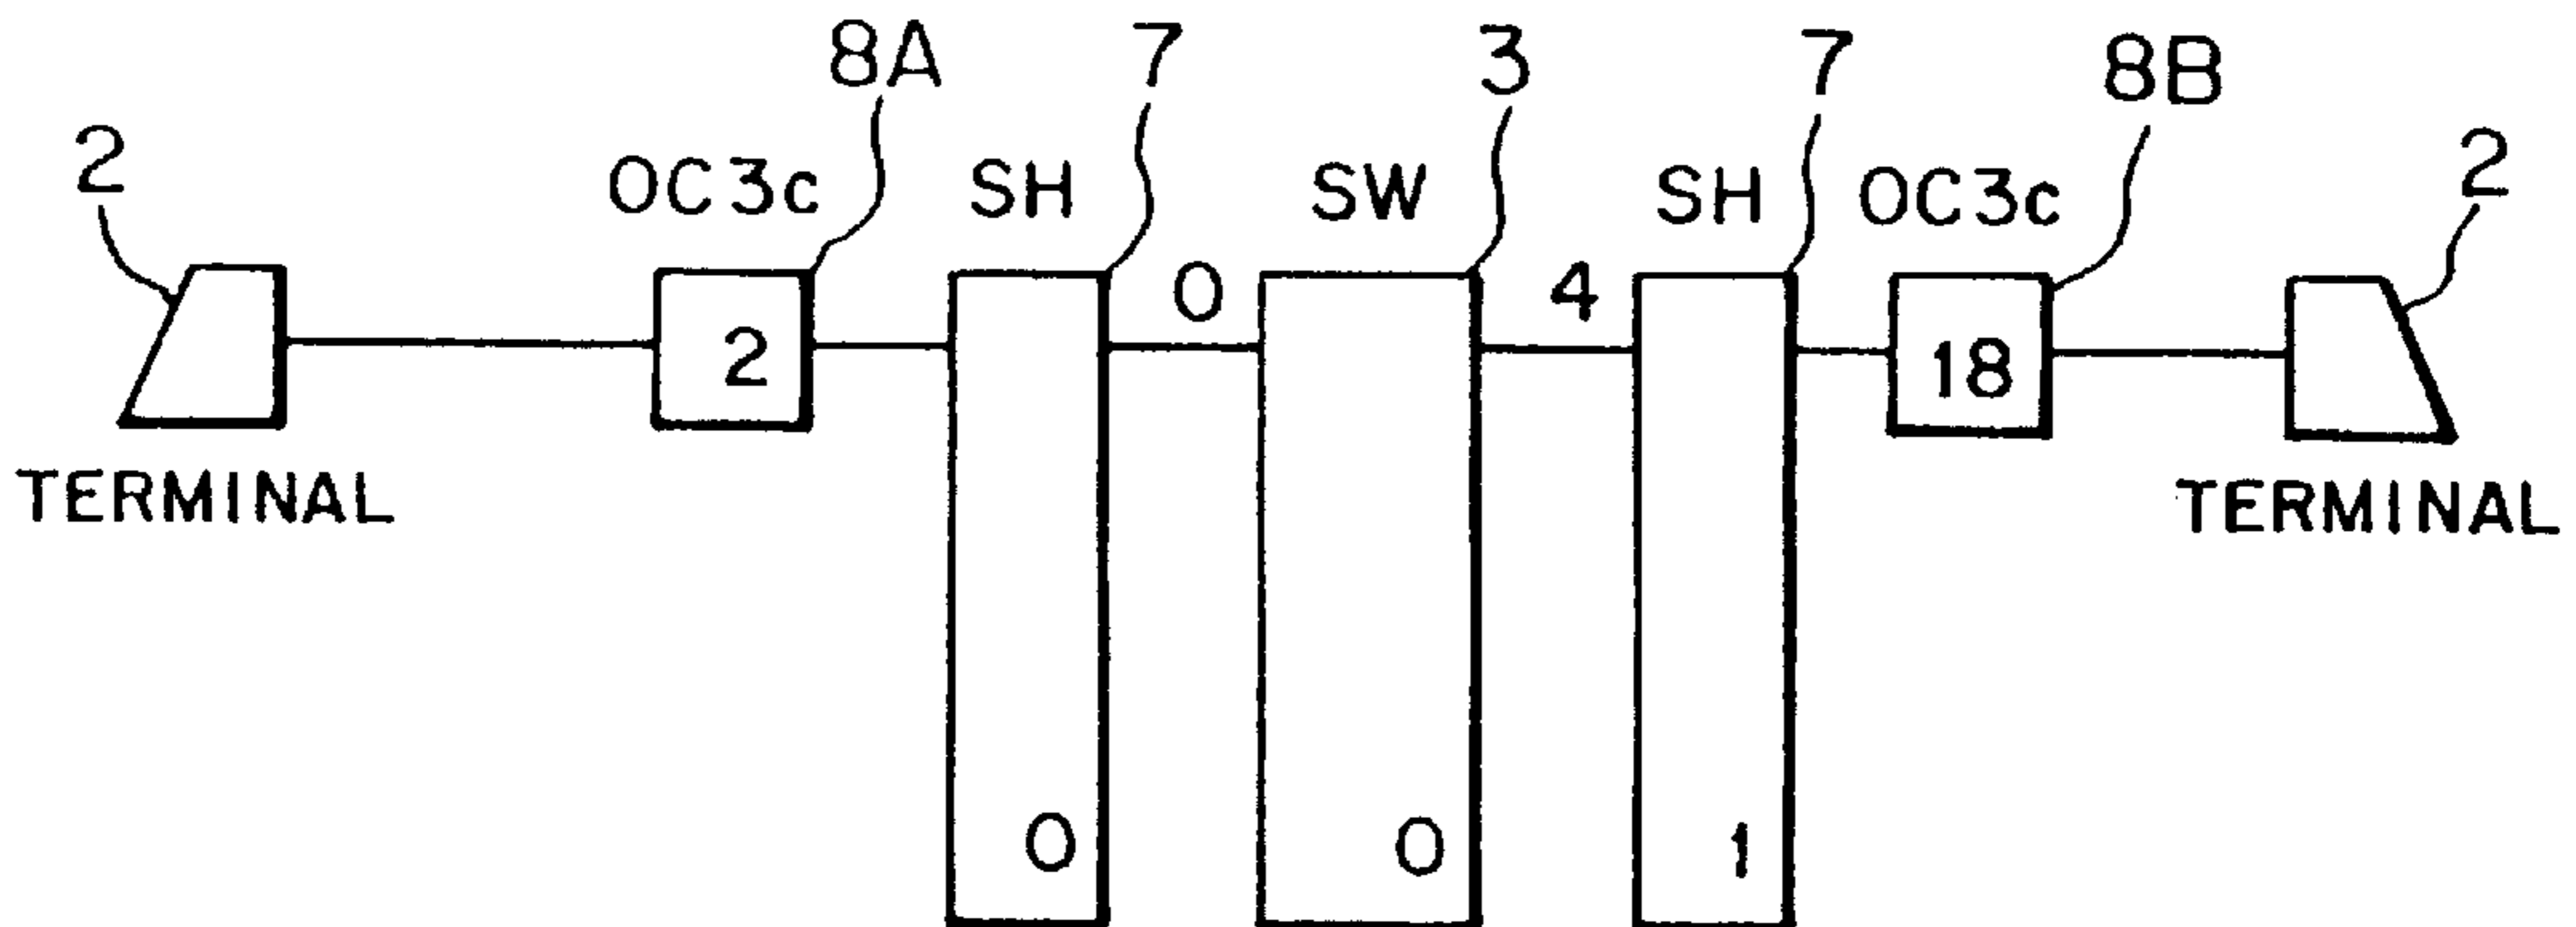 8A 7 3 7 8B
2 2
OC3c SH SW SH OC3c
0 4
2 18
TERMINAL TERMINAL
0 0 1